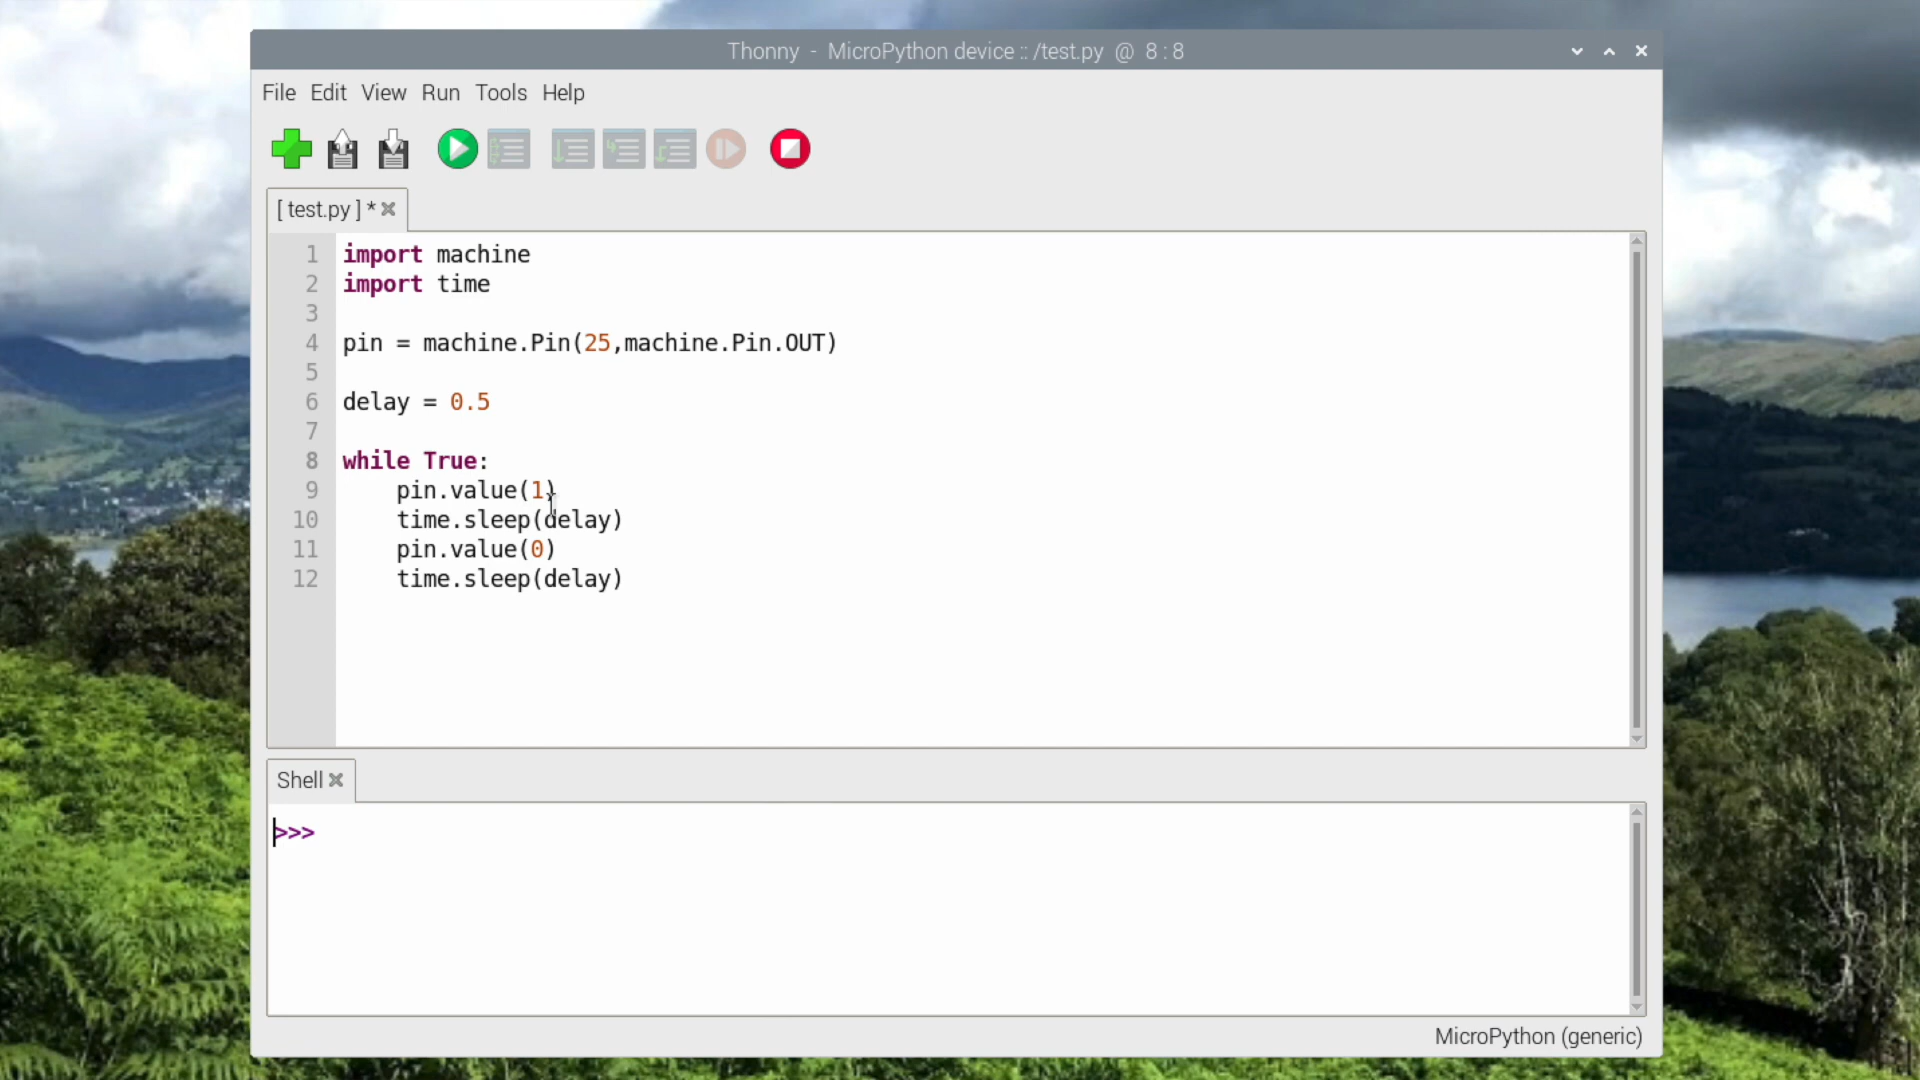 Thonny - MicroPython device :: /test.py @ 8 : 8
File Edit View Run Tools Help
[ test.py ] *
1 import machine
2 import time
3
4 pin = machine.Pin(25,machine.Pin.OUT)
5
6 delay = 0.5
7
8 while True:
9     pin.value(1)
10     time.sleep(delay)
11     pin.value(0)
12     time.sleep(delay)
Shell
>>>
MicroPython (generic)